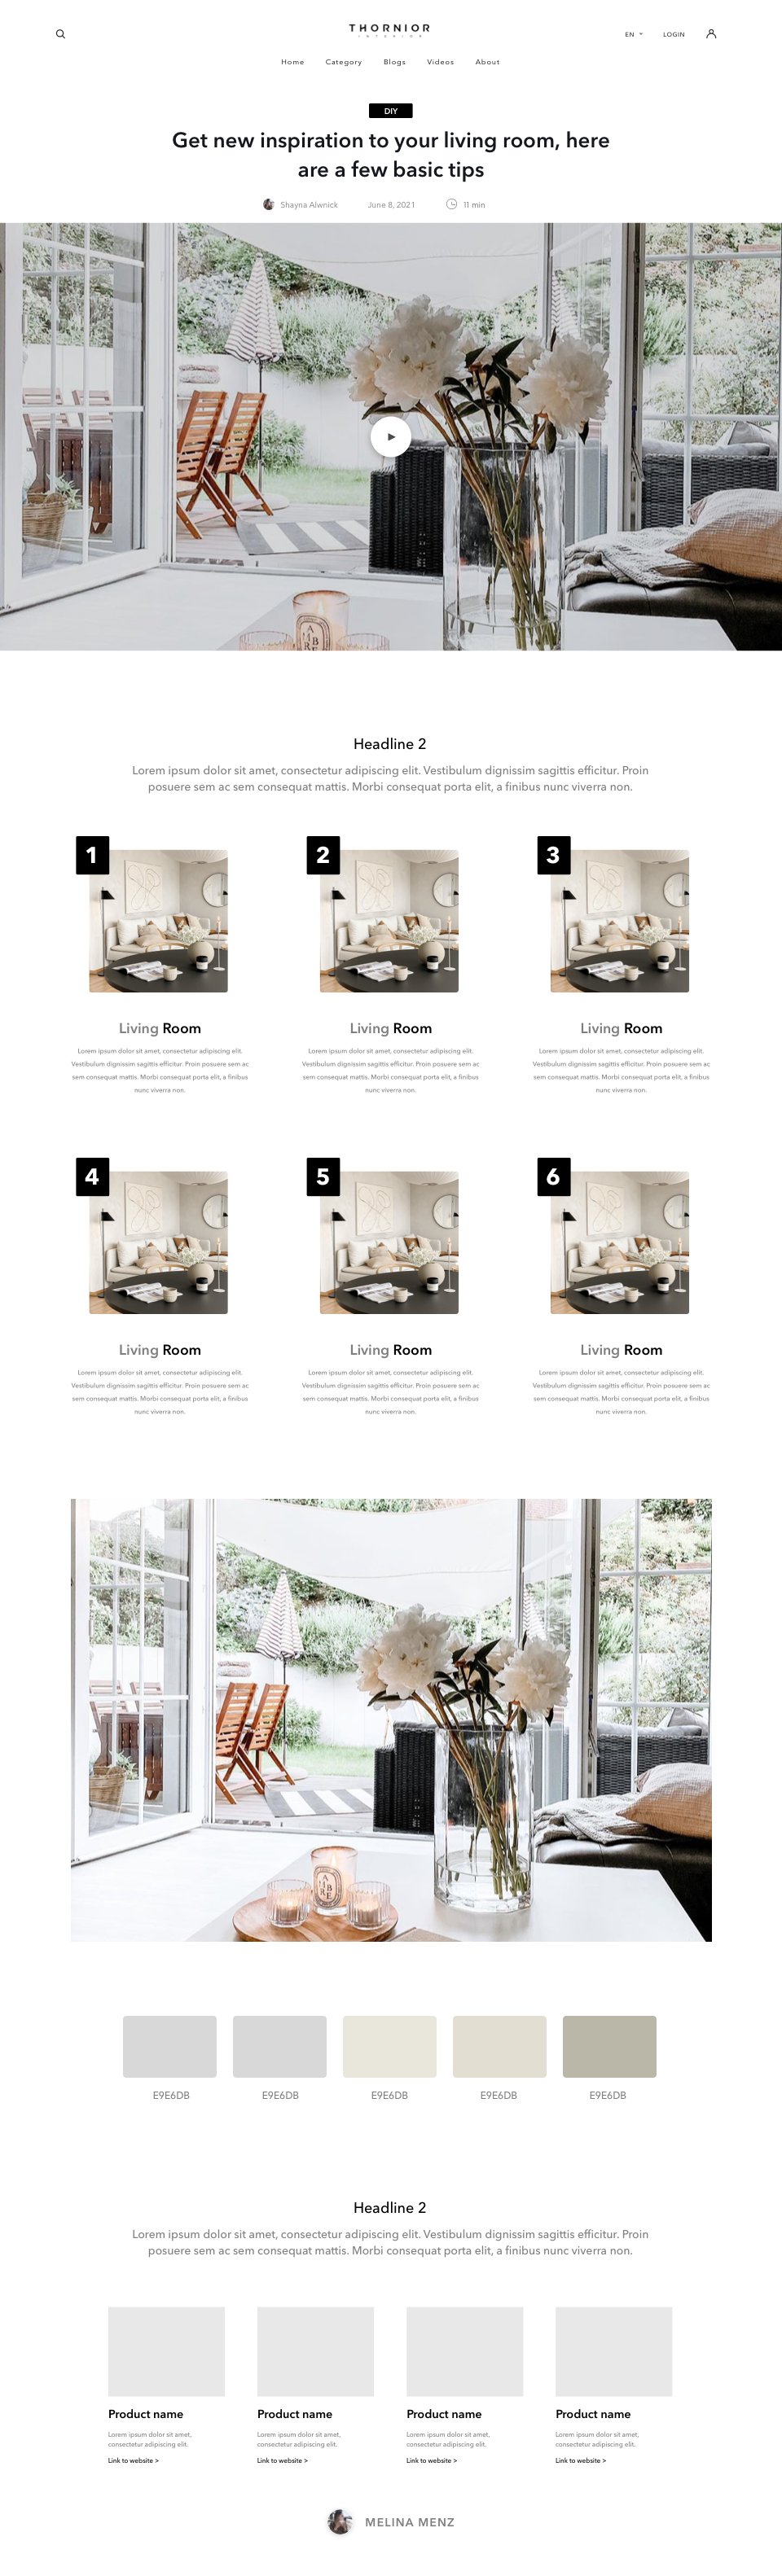 THORNIOR
INTERIOR
EN
LOGIN
Home Category Blogs Videos About
DIY
Get new inspiration to your living room, here
are a few basic tips
Shayna Alwnick June 8, 2021 11 min
Headline 2
Lorem ipsum dolor sit amet, consectetur adipiscing elit. Vestibulum dignissim sagittis efficitur. Proin
posuere sem ac sem consequat mattis. Morbi consequat porta elit, a finibus nunc viverra non.
1
Living Room
Lorem ipsum dolor sit amet, consectetur adipiscing elit.
Vestibulum dignissim sagittis efficitur. Proin posuere sem ac
sem consequat mattis. Morbi consequat porta elit, a finibus
nunc viverra non.
2
Living Room
Lorem ipsum dolor sit amet, consectetur adipiscing elit.
Vestibulum dignissim sagittis efficitur. Proin posuere sem ac
sem consequat mattis. Morbi consequat porta elit, a finibus
nunc viverra non.
3
Living Room
Lorem ipsum dolor sit amet, consectetur adipiscing elit.
Vestibulum dignissim sagittis efficitur. Proin posuere sem ac
sem consequat mattis. Morbi consequat porta elit, a finibus
nunc viverra non.
4
Living Room
Lorem ipsum dolor sit amet, consectetur adipiscing elit.
Vestibulum dignissim sagittis efficitur. Proin posuere sem ac
sem consequat mattis. Morbi consequat porta elit, a finibus
nunc viverra non.
5
Living Room
Lorem ipsum dolor sit amet, consectetur adipiscing elit.
Vestibulum dignissim sagittis efficitur. Proin posuere sem ac
sem consequat mattis. Morbi consequat porta elit, a finibus
nunc viverra non.
6
Living Room
Lorem ipsum dolor sit amet, consectetur adipiscing elit.
Vestibulum dignissim sagittis efficitur. Proin posuere sem ac
sem consequat mattis. Morbi consequat porta elit, a finibus
nunc viverra non.
E9E6DB E9E6DB E9E6DB E9E6DB E9E6DB
Headline 2
Lorem ipsum dolor sit amet, consectetur adipiscing elit. Vestibulum dignissim sagittis efficitur. Proin
posuere sem ac sem consequat mattis. Morbi consequat porta elit, a finibus nunc viverra non.
Product name
Lorem ipsum dolor sit amet,
consectetur adipiscing elit.
Link to website >
Product name
Lorem ipsum dolor sit amet,
consectetur adipiscing elit.
Link to website >
Product name
Lorem ipsum dolor sit amet,
consectetur adipiscing elit.
Link to website >
Product name
Lorem ipsum dolor sit amet,
consectetur adipiscing elit.
Link to website >
MELINA MENZ